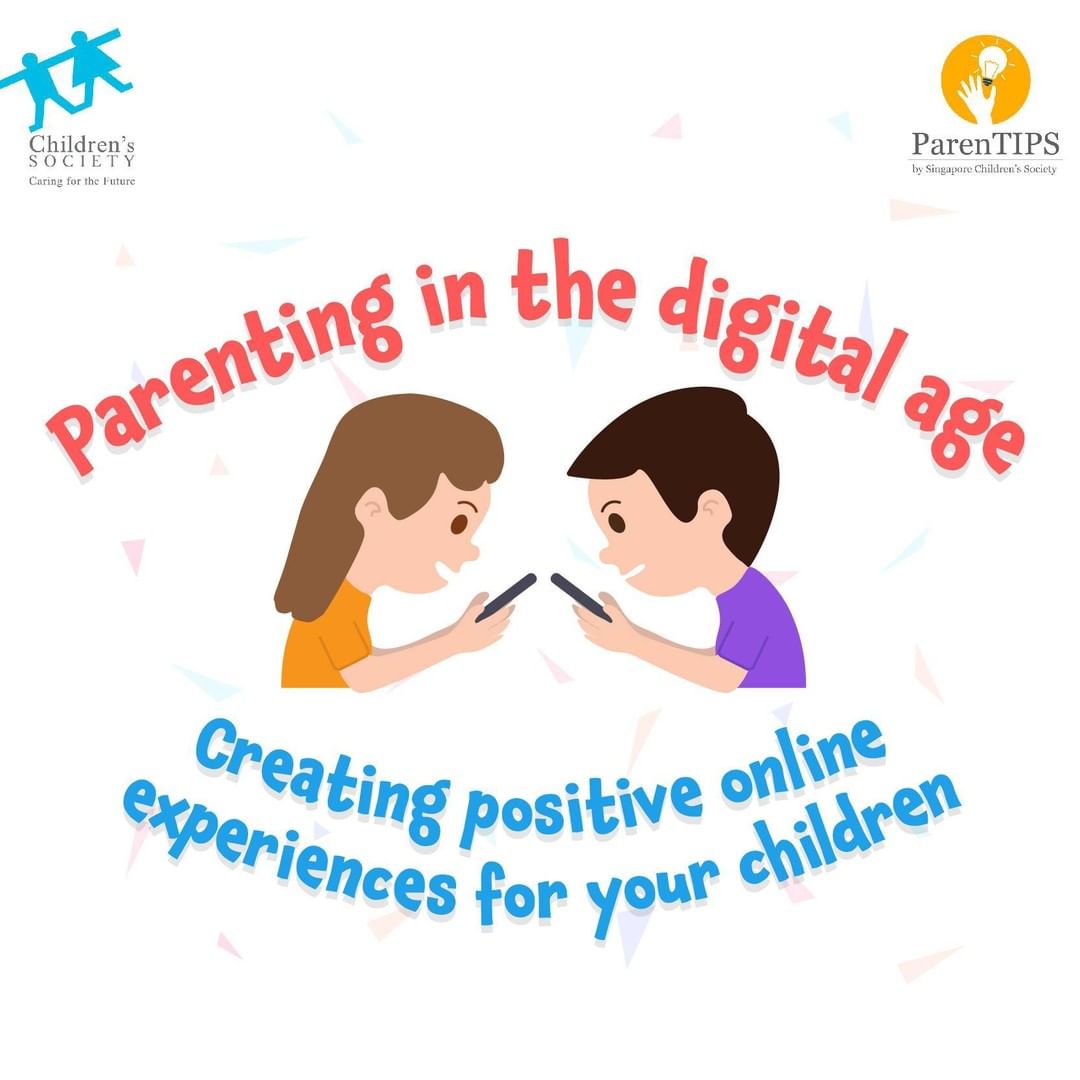 Children's
SOCIETY
Caring for the Future
ParenTIPS
by Singapore Children's Society
Parenting in the digital age
Creating positive online
experiences for your children